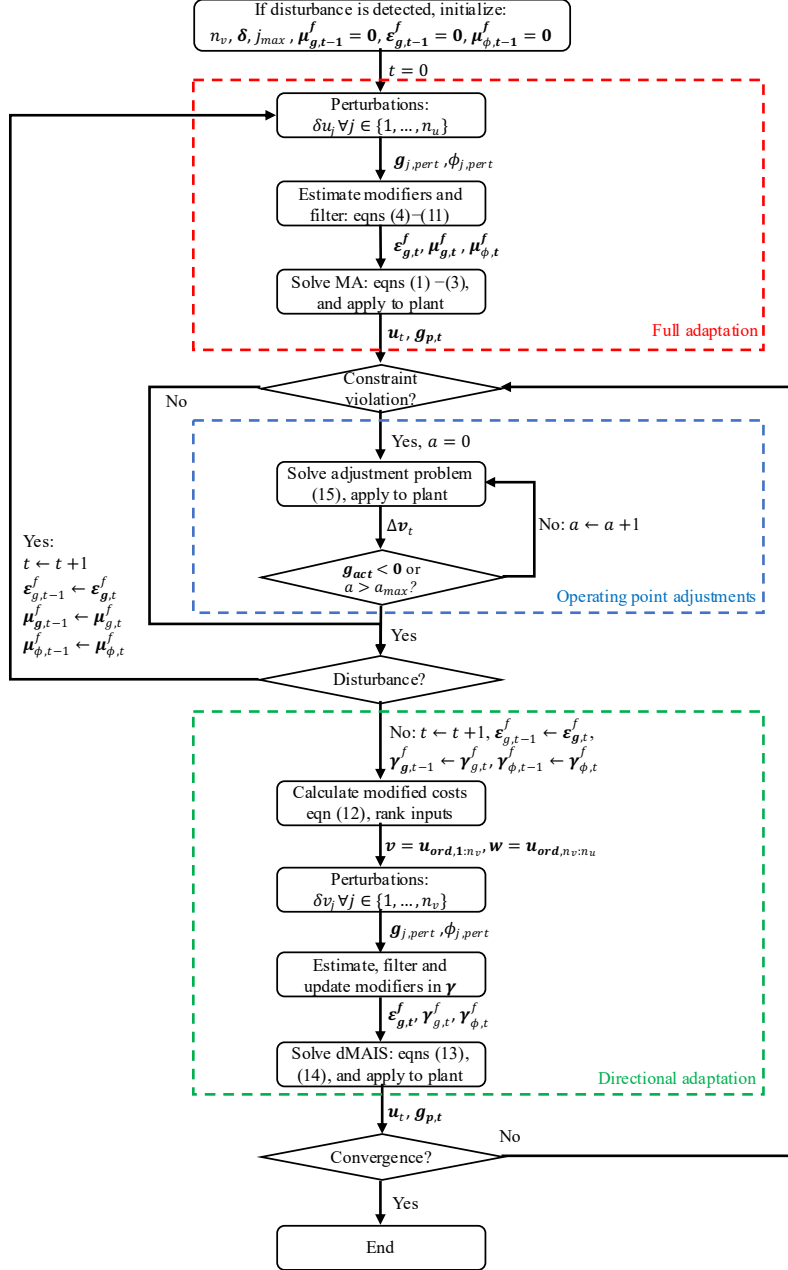 If disturbance is detected, initialize:
n_v, δ, j_max, μ^f_{g,t−1} = 0, ε^f_{g,t−1} = 0, μ^f_{ϕ,t−1} = 0
t = 0
Perturbations:
δu_j ∀j ∈ {1, …, n_u}
g_{j,pert}, ϕ_{j,pert}
Estimate modifiers and
filter: eqns (4)−(11)
ε^f_{g,t}, μ^f_{g,t}, μ^f_{ϕ,t}
Solve MA: eqns (1) −(3),
and apply to plant
Full adaptation
u_t, g_{p,t}
Constraint
violation?
No
Yes, a = 0
Solve adjustment problem
(15), apply to plant
Δv_t
No: a ← a + 1
g_act < 0 or
a > a_max?
Operating point adjustments
Yes:
t ← t + 1
ε^f_{g,t−1} ← ε^f_{g,t}
μ^f_{g,t−1} ← μ^f_{g,t}
μ^f_{ϕ,t−1} ← μ^f_{ϕ,t}
Yes
Disturbance?
No: t ← t + 1, ε^f_{g,t−1} ← ε^f_{g,t},
γ^f_{g,t−1} ← γ^f_{g,t}, γ^f_{ϕ,t−1} ← γ^f_{ϕ,t}
Calculate modified costs
eqn (12), rank inputs
v = u_{ord,1:n_v}, w = u_{ord,n_v:n_u}
Perturbations:
δv_j ∀j ∈ {1, …, n_v}
g_{j,pert}, ϕ_{j,pert}
Estimate, filter and
update modifiers in γ
ε^f_{g,t}, γ^f_{g,t}, γ^f_{ϕ,t}
Solve dMAIS: eqns (13),
(14), and apply to plant
Directional adaptation
u_t, g_{p,t}
Convergence?
No
Yes
End